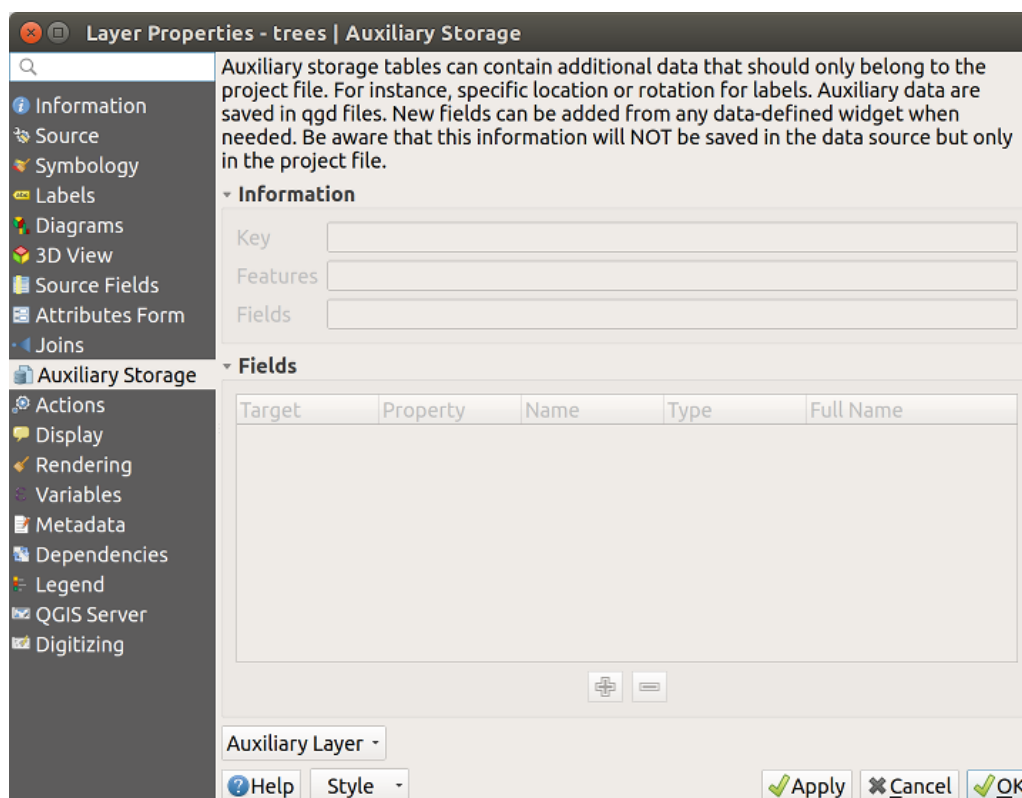 Layer Properties - trees | Auxiliary Storage
Information
Source
Symbology
Labels
Diagrams
3D View
Source Fields
Attributes Form
Joins
Auxiliary Storage
Actions
Display
Rendering
Variables
Metadata
Dependencies
Legend
QGIS Server
Digitizing
Auxiliary storage tables can contain additional data that should only belong to the
project file. For instance, specific location or rotation for labels. Auxiliary data are
saved in qgd files. New fields can be added from any data-defined widget when
needed. Be aware that this information will NOT be saved in the data source but only
in the project file.
Information
Key
Features
Fields
Fields
Target Property Name Type Full Name
Auxiliary Layer
Help Style Apply Cancel OK